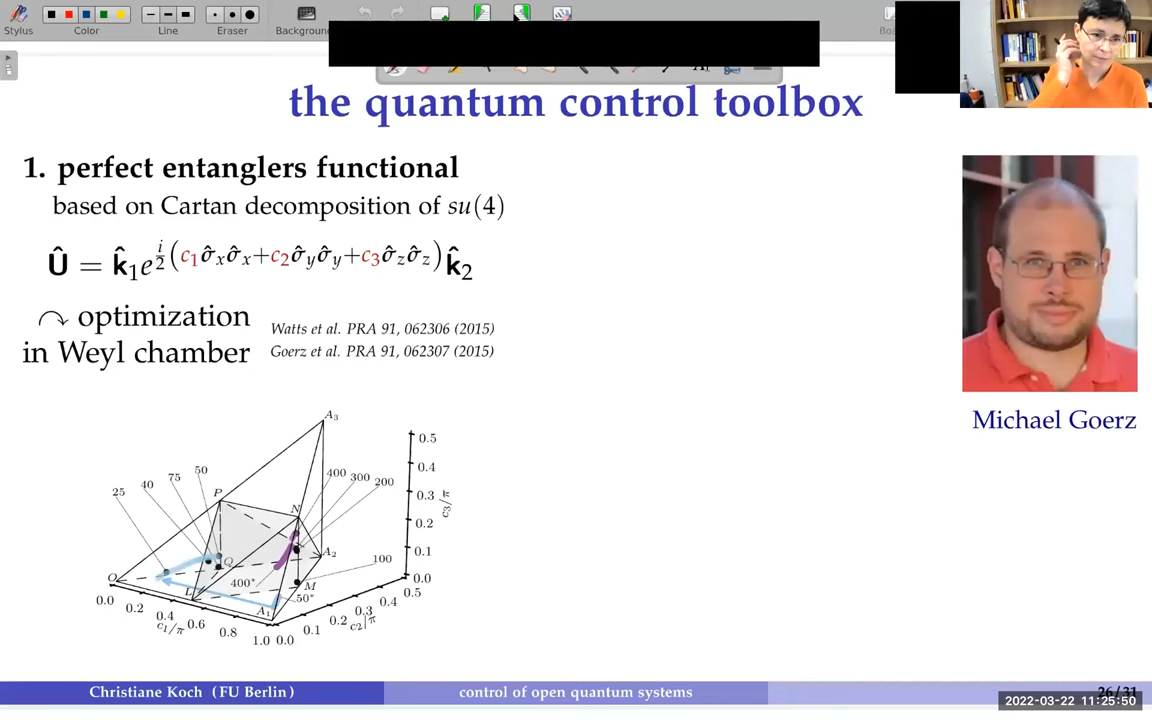 Stylus
Color
Line
Eraser
Backgroun
Boa
the quantum control toolbox
1. perfect entanglers functional
based on Cartan decomposition of su(4)
Û = k̂₁e^{i/2(c₁σ̂ₓσ̂ₓ+c₂σ̂_yσ̂_y+c₃σ̂_zσ̂_z)}k̂₂
↷ optimization
in Weyl chamber
Watts et al. PRA 91, 062306 (2015)
Goerz et al. PRA 91, 062307 (2015)
Michael Goerz
A₃
0.5
0.4
0.3
0.2
0.1
0.0
c₃/π
25 40 75 50
400 300 200
P
N
Q
A₂
100
O
L
400*
M
50*
A₁
0.0 0.2 0.4 0.6 0.8 1.0
c₁/π
0.0 0.1 0.2 0.3 0.4 0.5
c₂/π
Christiane Koch (FU Berlin)
control of open quantum systems
26/31
2022-03-22 11:25:50